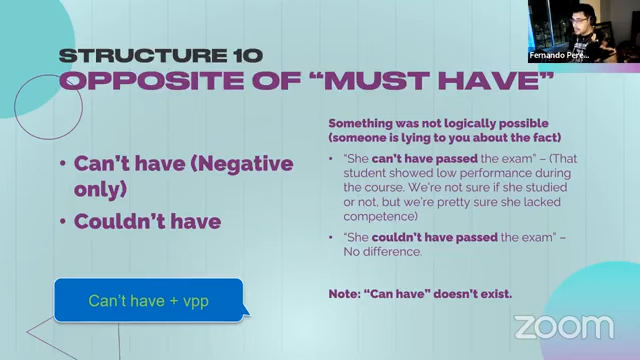 Fernando Pere...
STRUCTURE 10
OPPOSITE OF “MUST HAVE”
• Can’t have (Negative
only)
• Couldn’t have
Can’t have + vpp
Something was not logically possible
(someone is lying to you about the fact)
• “She can’t have passed the exam” – (That
student showed low performance during
the course. We’re not sure if she studied
or not, but we’re pretty sure she lacked
competence)
• “She couldn’t have passed the exam” –
No difference.
Note: “Can have” doesn’t exist.
zoom